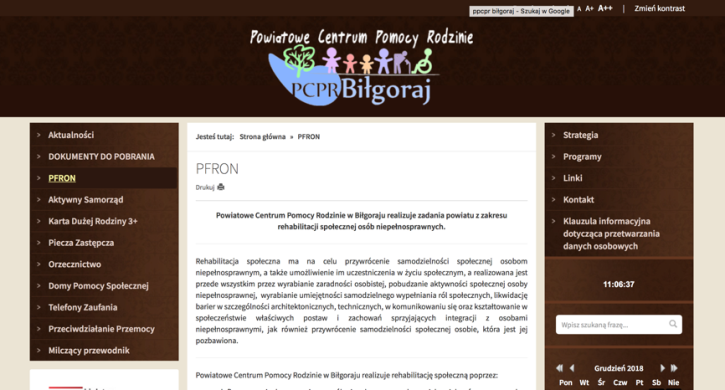 ppcpr biłgoraj - Szukaj w Google
A A+ A++ | Zmień kontrast
Powiatowe Centrum Pomocy Rodzinie
PCPR Biłgoraj
Aktualności
DOKUMENTY DO POBRANIA
PFRON
Aktywny Samorząd
Karta Dużej Rodziny 3+
Piecza Zastępcza
Orzecznictwo
Domy Pomocy Społecznej
Telefony Zaufania
Przeciwdziałanie Przemocy
Milczący przewodnik
Jesteś tutaj: Strona główna » PFRON
PFRON
Drukuj
Powiatowe Centrum Pomocy Rodzinie w Biłgoraju realizuje zadania powiatu z zakresu
rehabilitacji społecznej osób niepełnosprawnych.
Rehabilitacja społeczna ma na celu przywrócenie samodzielności społecznej osobom
niepełnosprawnym, a także umożliwienie im uczestniczenia w życiu społecznym, a realizowana jest
przede wszystkim przez wyrabianie zaradności osobistej, pobudzanie aktywności społecznej osoby
niepełnosprawnej, wyrabianie umiejętności samodzielnego wypełniania ról społecznych, likwidację
barier w szczególności architektonicznych, technicznych, w komunikowaniu się oraz kształtowanie w
społeczeństwie właściwych postaw i zachowań sprzyjających integracji z osobami
niepełnosprawnymi, jak również przywrócenie samodzielności społecznej osobie, która jest jej
pozbawiona.
Powiatowe Centrum Pomocy Rodzinie w Biłgoraju realizuje rehabilitację społeczną poprzez:
Strategia
Programy
Linki
Kontakt
Klauzula informacyjna
dotycząca przetwarzania
danych osobowych
11:06:37
Wpisz szukaną frazę...
Grudzień 2018
Pon Wt Śr Czw Pt Sb Nie